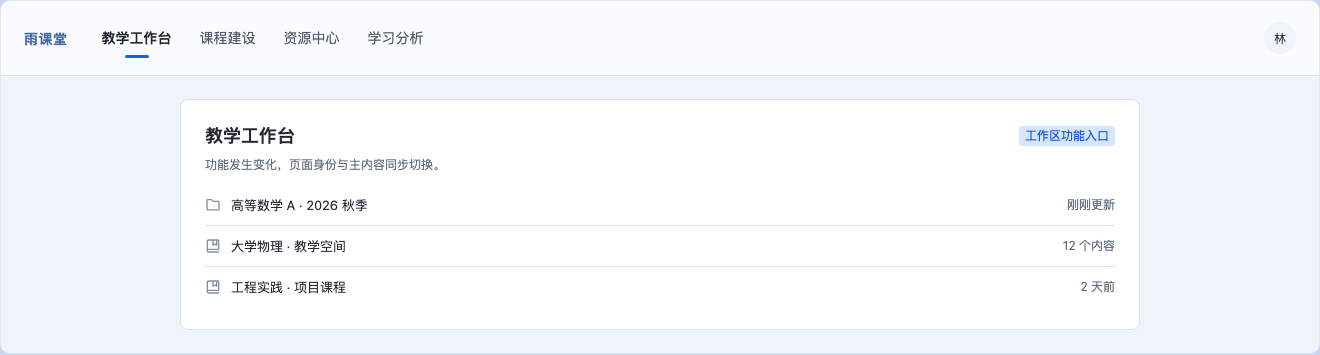 雨课堂 教学工作台 课程建设 资源中心 学习分析 林
教学工作台 工作区功能入口
功能发生变化，页面身份与主内容同步切换。
高等数学 A · 2026 秋季 刚刚更新
大学物理 · 教学空间 12 个内容
工程实践 · 项目课程 2 天前